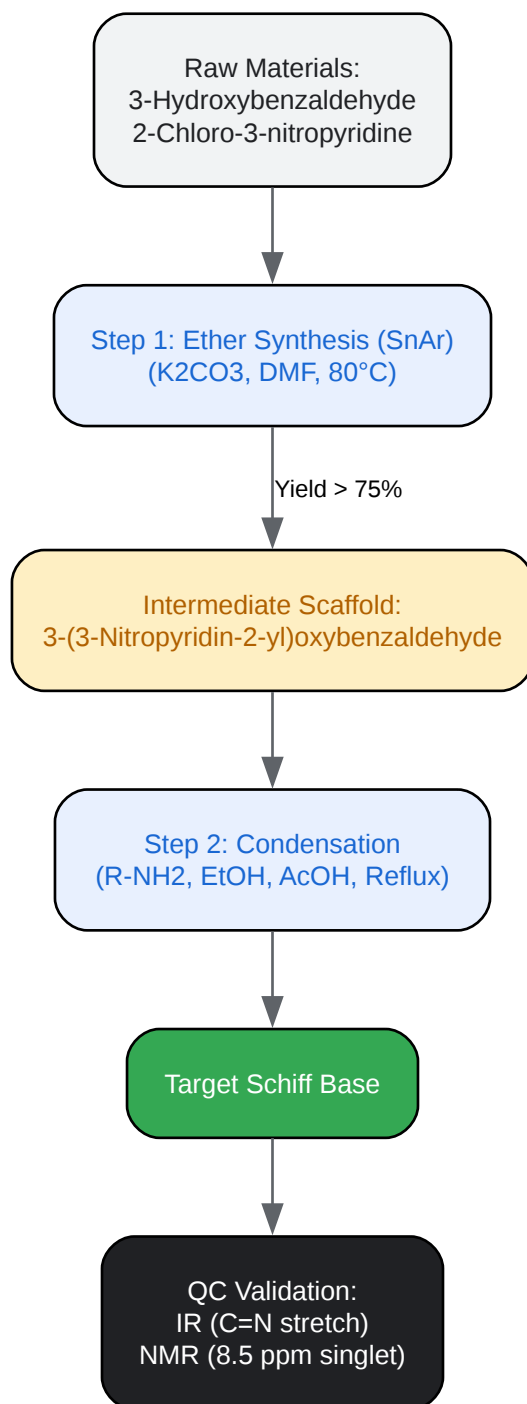 Raw Materials:
3-Hydroxybenzaldehyde
2-Chloro-3-nitropyridine
Step 1: Ether Synthesis (SnAr)
(K2CO3, DMF, 80°C)
Yield > 75%
Intermediate Scaffold:
3-(3-Nitropyridin-2-yl)oxybenzaldehyde
Step 2: Condensation
(R-NH2, EtOH, AcOH, Reflux)
Target Schiff Base
QC Validation:
IR (C=N stretch)
NMR (8.5 ppm singlet)